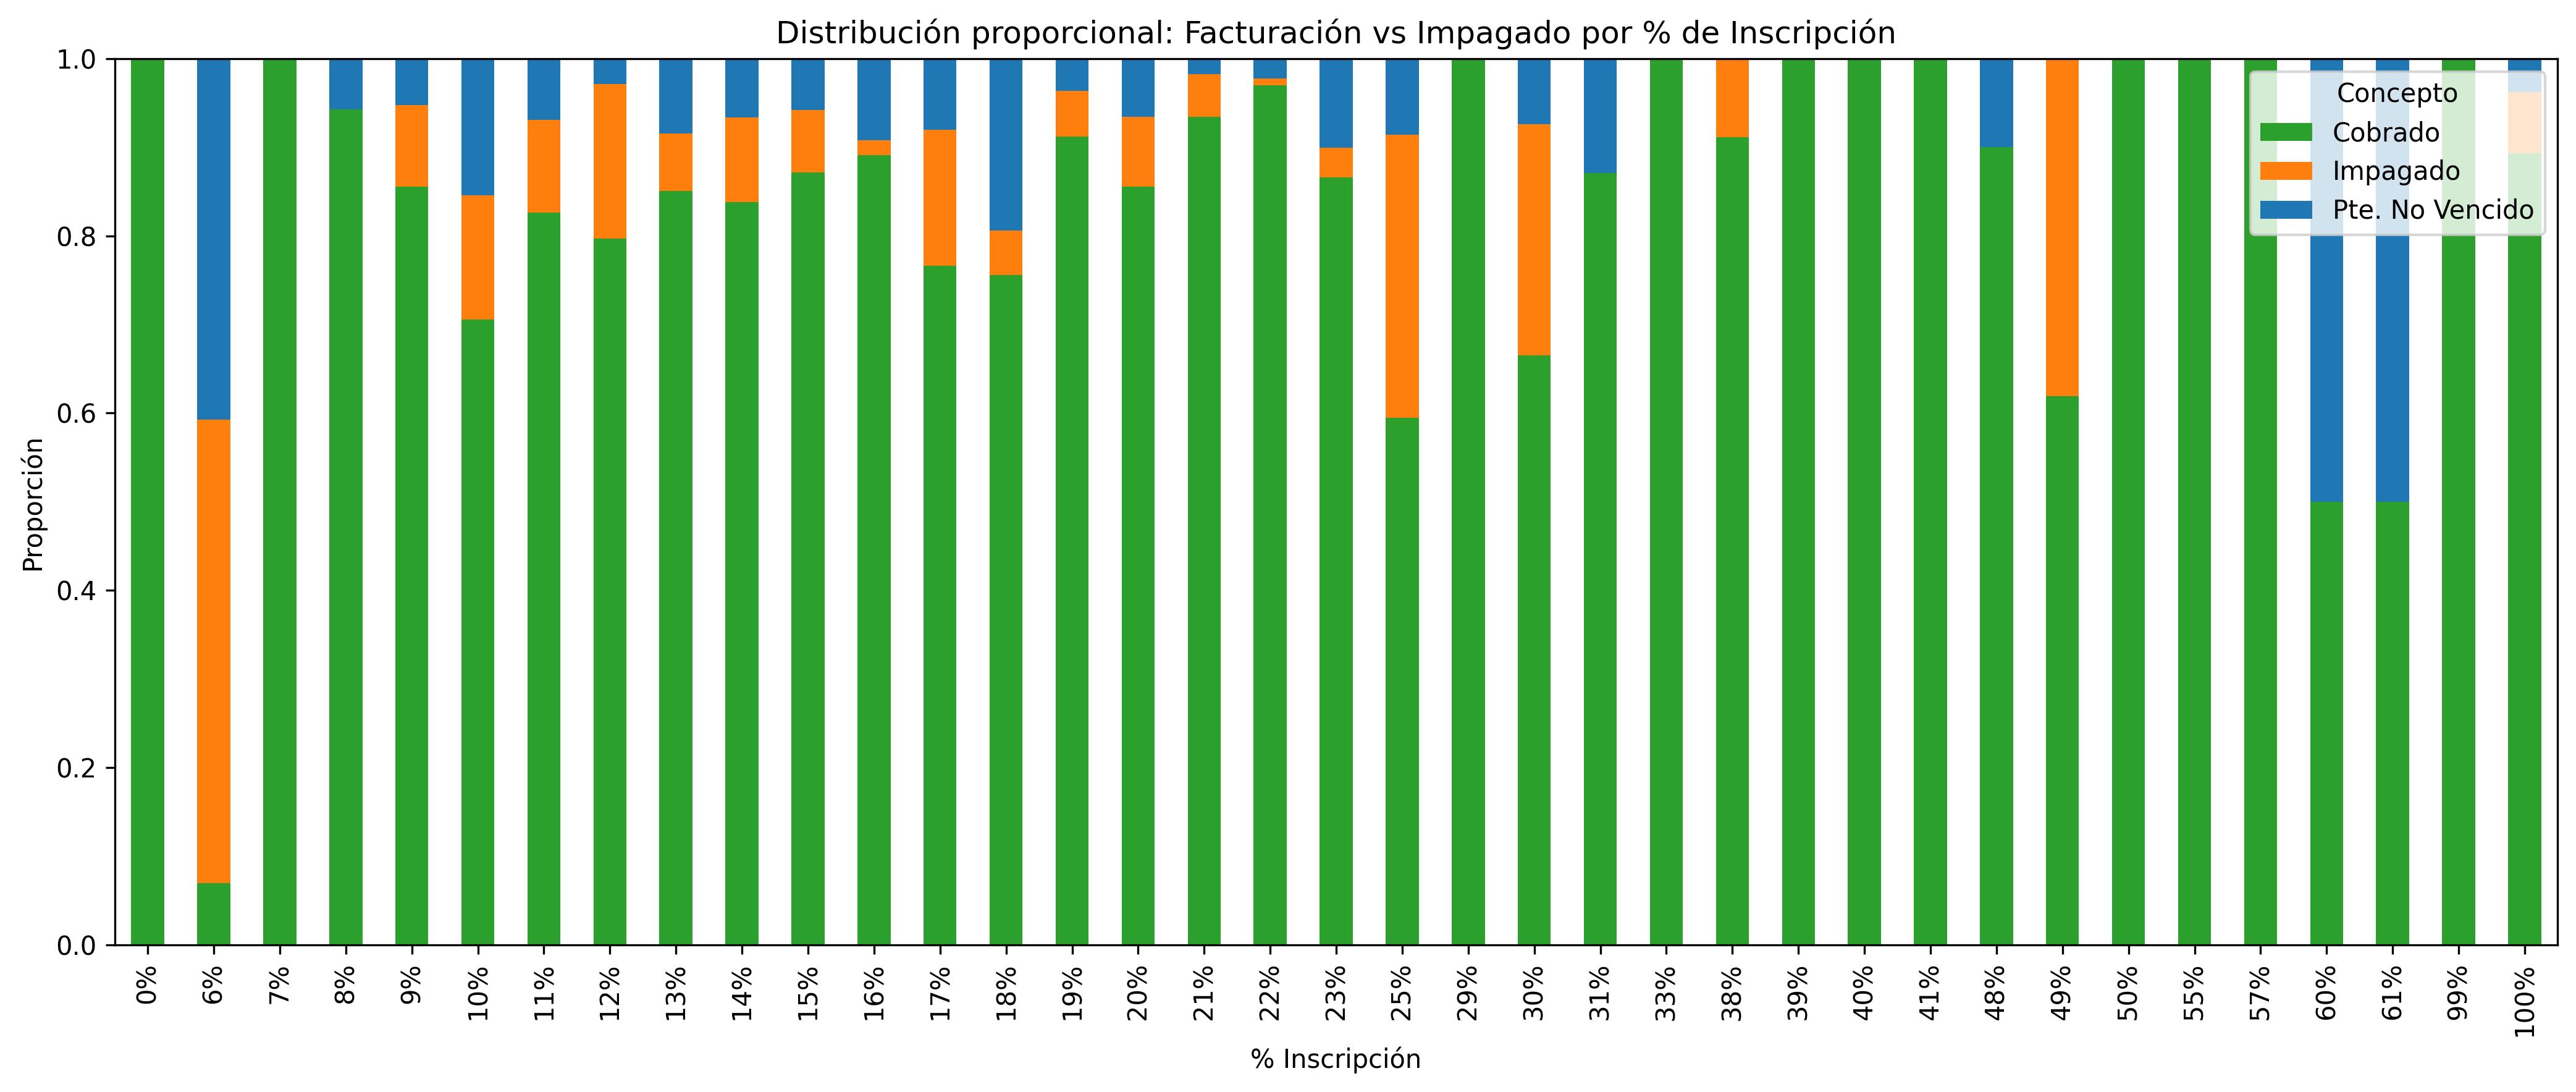 Distribución proporcional: Facturación vs Impagado por % de Inscripción
Proporción
1.0
0.8
0.6
0.4
0.2
0.0
Concepto
Cobrado
Impagado
Pte. No Vencido
0% 6% 7% 8% 9% 10% 11% 12% 13% 14% 15% 16% 17% 18% 19% 20% 21% 22% 23% 25% 29% 30% 31% 33% 38% 39% 40% 41% 48% 49% 50% 55% 57% 60% 61% 99% 100%
% Inscripción